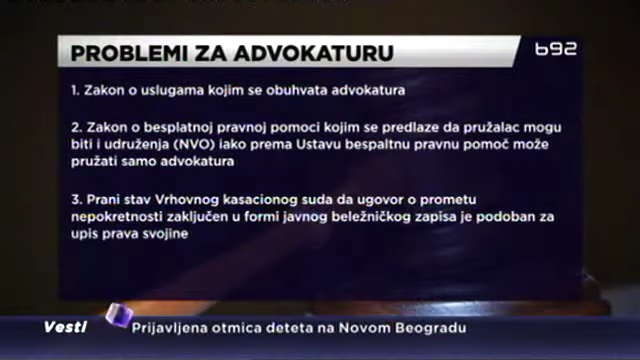 PROBLEMI ZA ADVOKATURU
b92
1. Zakon o uslugama kojim se obuhvata advokatura
2. Zakon o besplatnoj pravnoj pomoci kojim se predlaze da pružalac mogu
biti i udruženja (NVO) iako prema Ustavu bespaltnu pravnu pomoč može
pružati samo advokatura
3. Prani stav Vrhovnog kasacionog suda da ugovor o prometu
nepokretnosti zaključen u formi javnog beležničkog zapisa je podoban za
upis prava svojine
Vesti
Prijavljena otmica deteta na Novom Beogradu